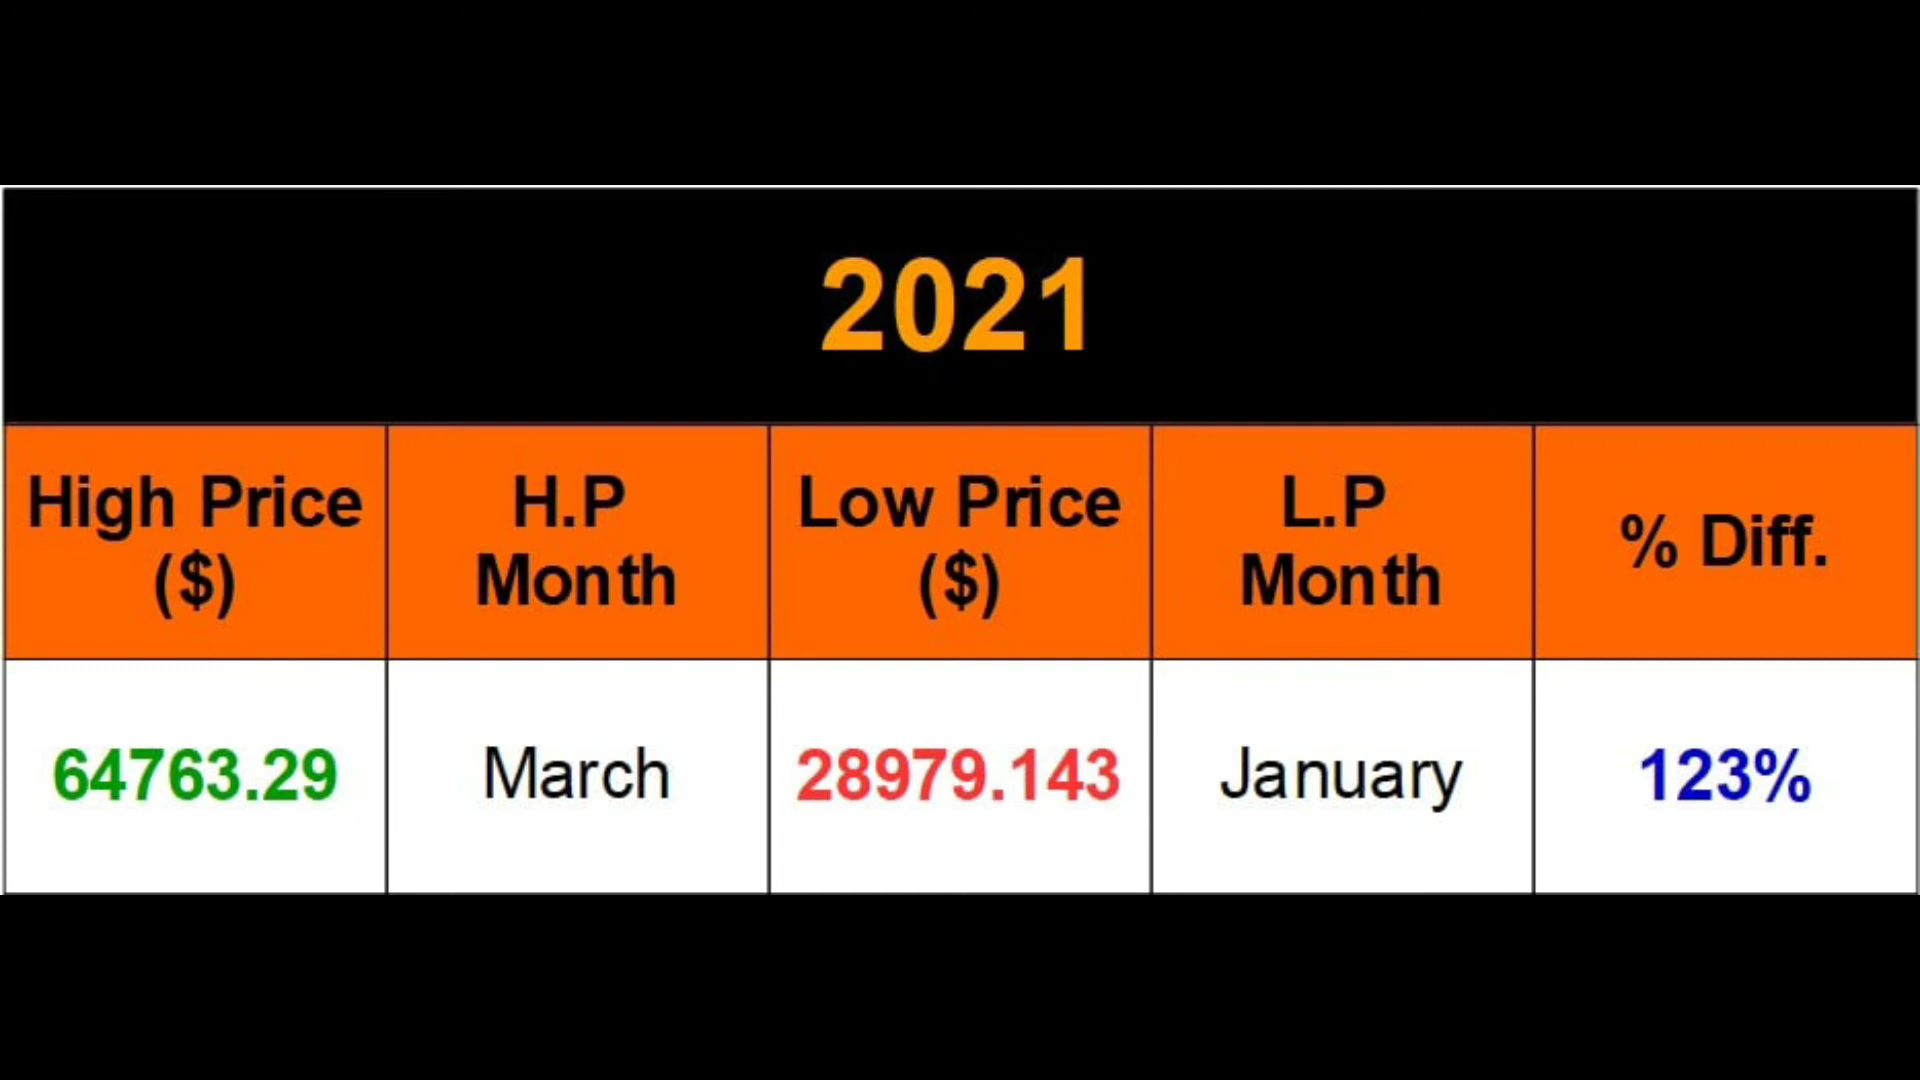 2021
High Price
($)
H.P
Month
Low Price
($)
L.P
Month
% Diff.
64763.29
March
28979.143
January
123%